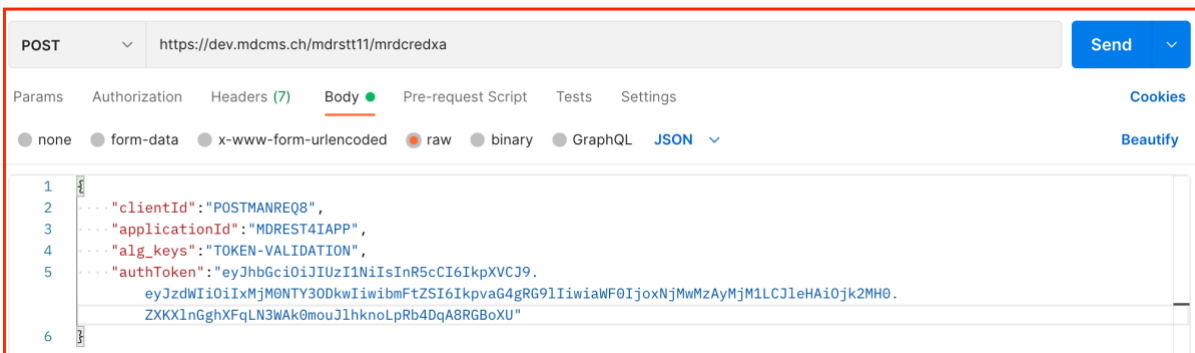 POST https://dev.mdcms.ch/mdrstt11/mrdcredxa Send
Params Authorization Headers (7) Body Pre-request Script Tests Settings Cookies
none form-data x-www-form-urlencoded raw binary GraphQL JSON Beautify
1 {
2 ····"clientId":"POSTMANREQ8",
3 ····"applicationId":"MDREST4IAPP",
4 ····"alg_keys":"TOKEN-VALIDATION",
5 ····"authToken":"eyJhbGciOiJIUzI1NiIsInR5cCI6IkpXVCJ9.
eyJzdWIiOiIxMjM0NTY3ODkwIiwibmFtZSI6IkpvaG4gRG9lIiwiaWF0IjoxNjMwMzAyMjM1LCJleHAiOjk2MH0.
ZXKXlnGghXFqLN3WAk0mouJlhknoLpRb4DqA8RGBoXU"
6 }